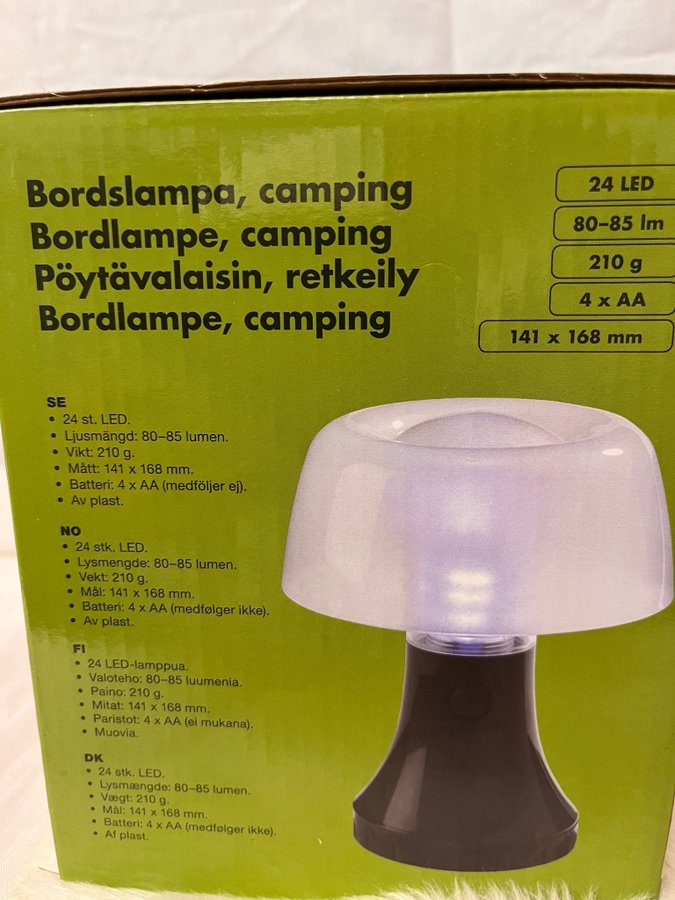 Bordslampa, camping
Bordlampe, camping
Pöytävalaisin, retkeily
Bordlampe, camping
24 LED
80–85 lm
210 g
4 x AA
141 x 168 mm
SE
• 24 st. LED.
• Ljusmängd: 80–85 lumen.
• Vikt: 210 g.
• Mått: 141 x 168 mm.
• Batteri: 4 x AA (medföljer ej).
• Av plast.
NO
• 24 stk. LED.
• Lysmengde: 80–85 lumen.
• Vekt: 210 g.
• Mål: 141 x 168 mm.
• Batteri: 4 x AA (medfølger ikke).
• Av plast.
FI
• 24 LED-lamppua.
• Valoteho: 80–85 luumenia.
• Paino: 210 g.
• Mitat: 141 x 168 mm.
• Paristot: 4 x AA (ei mukana).
• Muovia.
DK
• 24 stk. LED.
• Lysmængde: 80–85 lumen.
• Vægt: 210 g.
• Mål: 141 x 168 mm.
• Batteri: 4 x AA (medfølger ikke).
• Af plast.